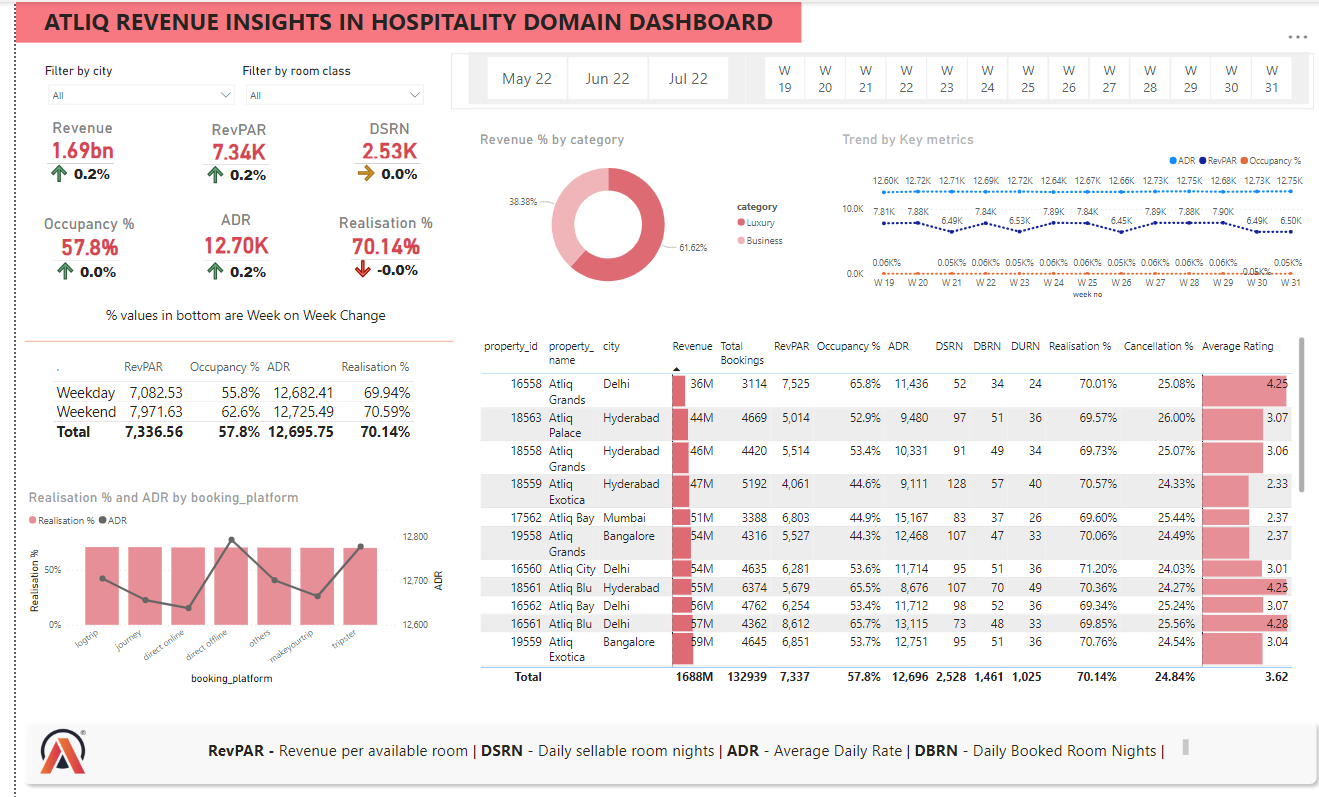 ATLIQ REVENUE INSIGHTS IN HOSPITALITY DOMAIN DASHBOARD
Filter by city
All
Filter by room class
All
May 22 Jun 22 Jul 22
W 19 W 20 W 21 W 22 W 23 W 24 W 25 W 26 W 27 W 28 W 29 W 30 W 31
Revenue
1.69bn
0.2%
RevPAR
7.34K
0.2%
DSRN
2.53K
0.0%
Occupancy %
57.8%
0.0%
ADR
12.70K
0.2%
Realisation %
70.14%
-0.0%
% values in bottom are Week on Week Change
. RevPAR Occupancy % ADR Realisation %
Weekday 7,082.53 55.8% 12,682.41 69.94%
Weekend 7,971.63 62.6% 12,725.49 70.59%
Total 7,336.56 57.8% 12,695.75 70.14%
Realisation % and ADR by booking_platform
Realisation % ADR
Realisation %
50%
0%
12,800
12,700
12,600
ADR
logtrip journey direct online direct offline others makeyourtrip tripster
booking_platform
Revenue % by category
38.38%
61.62%
category
Luxury
Business
Trend by Key metrics
ADR RevPAR Occupancy %
12.60K 12.72K 12.71K 12.69K 12.72K 12.64K 12.67K 12.66K 12.73K 12.75K 12.68K 12.73K 12.75K
10.0K
7.81K 7.88K 6.49K 7.84K 6.53K 7.89K 7.84K 6.45K 7.89K 7.88K 7.90K 6.49K 6.50K
0.06K% 0.05K% 0.06K% 0.05K% 0.06K% 0.06K% 0.05K% 0.06K% 0.06K% 0.06K% 0.05K% 0.05K%
0.0K
W 19 W 20 W 21 W 22 W 23 W 24 W 25 W 26 W 27 W 28 W 29 W 30 W 31
week no
property_id property_name city Revenue Total Bookings RevPAR Occupancy % ADR DSRN DBRN DURN Realisation % Cancellation % Average Rating
16558 Atliq Grands Delhi 36M 3114 7,525 65.8% 11,436 52 34 24 70.01% 25.08% 4.25
18563 Atliq Palace Hyderabad 44M 4669 5,014 52.9% 9,480 97 51 36 69.57% 26.00% 3.07
18558 Atliq Grands Hyderabad 46M 4420 5,514 53.4% 10,331 91 49 34 69.73% 25.07% 3.06
18559 Atliq Exotica Hyderabad 47M 5192 4,061 44.6% 9,111 128 57 40 70.57% 24.33% 2.33
17562 Atliq Bay Mumbai 51M 3388 6,803 44.9% 15,167 83 37 26 69.60% 25.44% 2.37
19558 Atliq Grands Bangalore 54M 4316 5,527 44.3% 12,468 107 47 33 70.06% 24.49% 2.37
16560 Atliq City Delhi 54M 4635 6,281 53.6% 11,714 95 51 36 71.20% 24.03% 3.01
18561 Atliq Blu Hyderabad 55M 6374 5,679 65.5% 8,676 107 70 49 70.36% 24.27% 4.25
16562 Atliq Bay Delhi 56M 4762 6,254 53.4% 11,712 98 52 36 69.34% 25.24% 3.07
16561 Atliq Blu Delhi 57M 4362 8,612 65.7% 13,115 73 48 33 69.85% 25.56% 4.28
19559 Atliq Exotica Bangalore 59M 4645 6,851 53.7% 12,751 95 51 36 70.76% 24.54% 3.04
Total 1688M 132939 7,337 57.8% 12,696 2,528 1,461 1,025 70.14% 24.84% 3.62
RevPAR - Revenue per available room | DSRN - Daily sellable room nights | ADR - Average Daily Rate | DBRN - Daily Booked Room Nights |